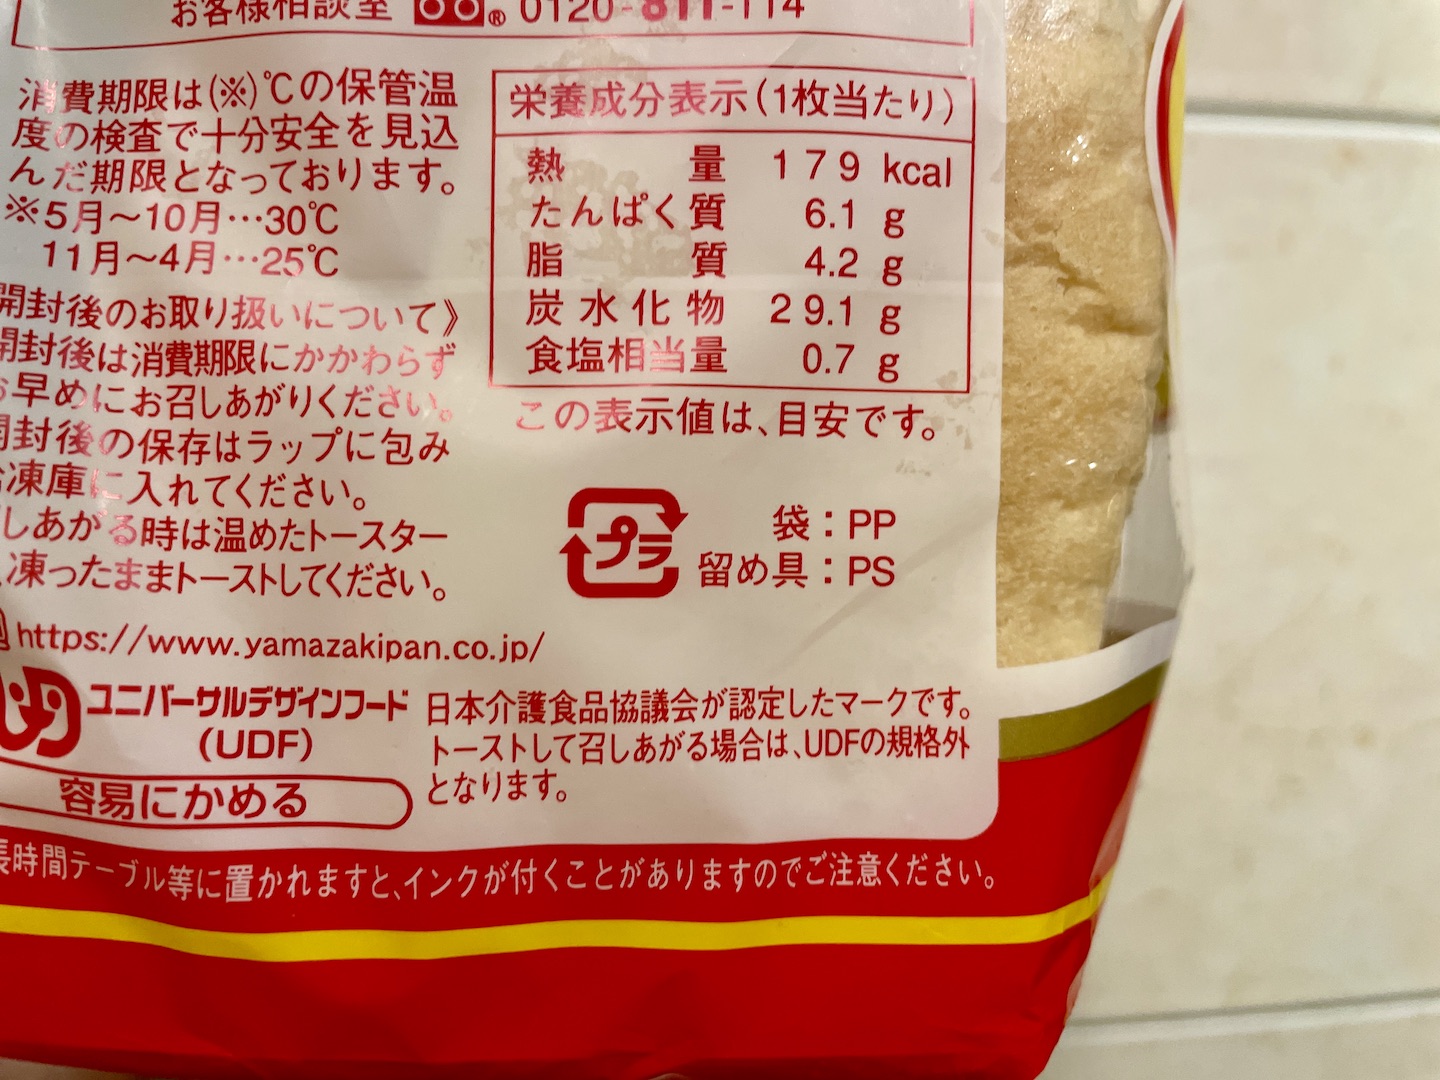 お客様相談室 ® 0120-811-114
消費期限は(※)℃の保管温
度の検査で十分安全を見込
んだ期限となっております。
※5月〜10月…30℃
11月〜4月…25℃
開封後のお取り扱いについて》
開封後は消費期限にかかわらず
お早めにお召しあがりください。
開封後の保存はラップに包み
冷凍庫に入れてください。
しあがる時は温めたトースター
凍ったままトーストしてください。
https://www.yamazakipan.co.jp/
ユニバーサルデザインフード
(UDF)
容易にかめる
栄養成分表示(1枚当たり)
熱量 179 kcal
たんぱく質 6.1 g
脂質 4.2 g
炭水化物 29.1 g
食塩相当量 0.7 g
この表示値は、目安です。
プラ
袋：PP
留め具：PS
日本介護食品協議会が認定したマークです。
トーストして召しあがる場合は、UDFの規格外
となります。
長時間テーブル等に置かれますと、インクが付くことがありますのでご注意ください。